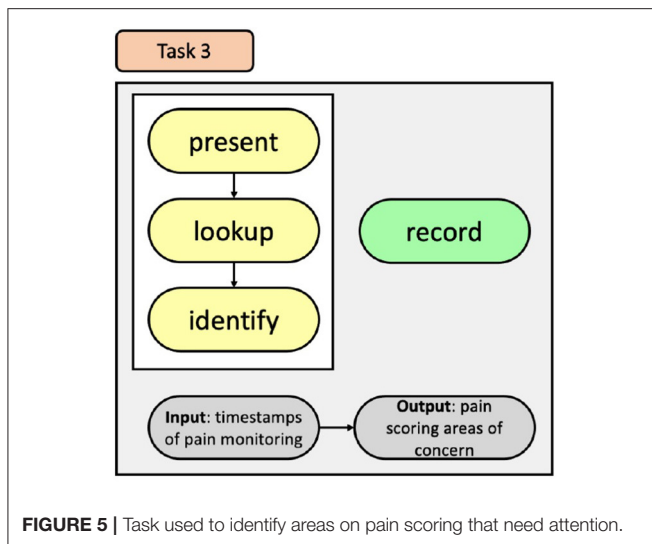 Task 3
present
lookup
record
identify
Input: timestamps
of pain monitoring
Output: pain
scoring areas of
concern
FIGURE 5 | Task used to identify areas on pain scoring that need attention.